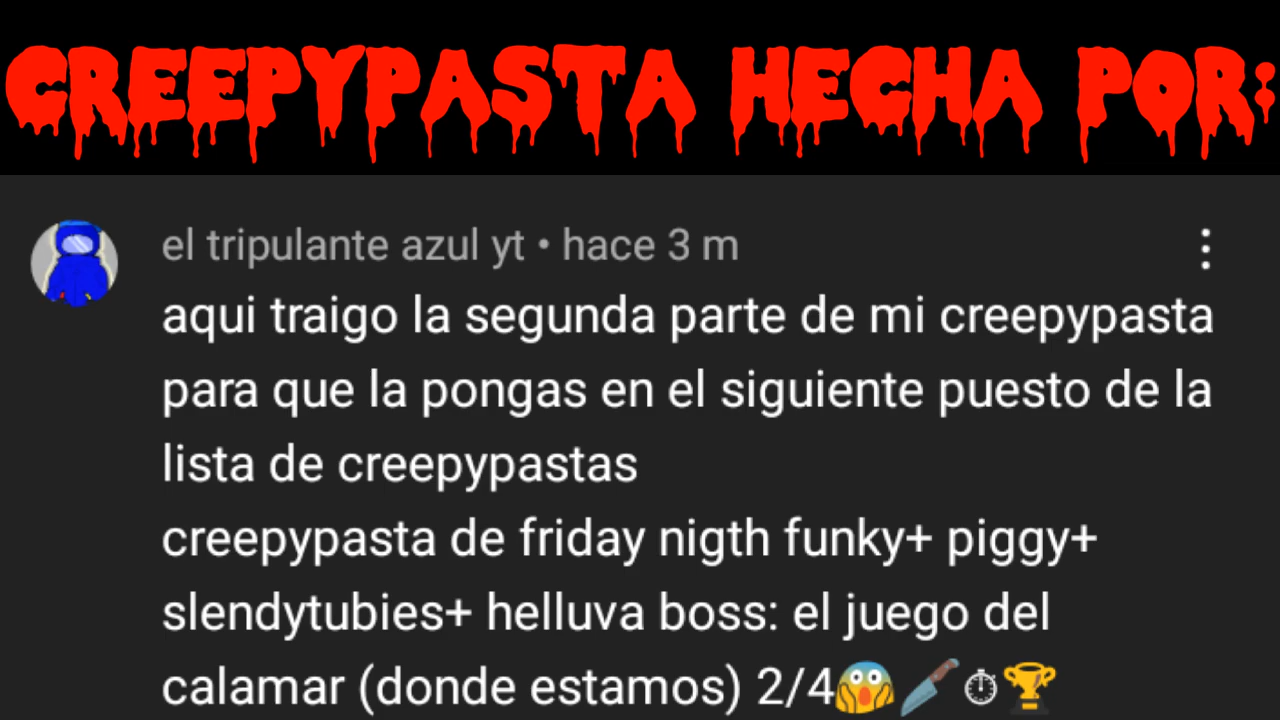 CREEPYPASTA HECHA POR:
el tripulante azul yt • hace 3 m
aqui traigo la segunda parte de mi creepypasta
para que la pongas en el siguiente puesto de la
lista de creepypastas
creepypasta de friday nigth funky+ piggy+
slendytubies+ helluva boss: el juego del
calamar (donde estamos) 2/4😱🔪⏱🏆